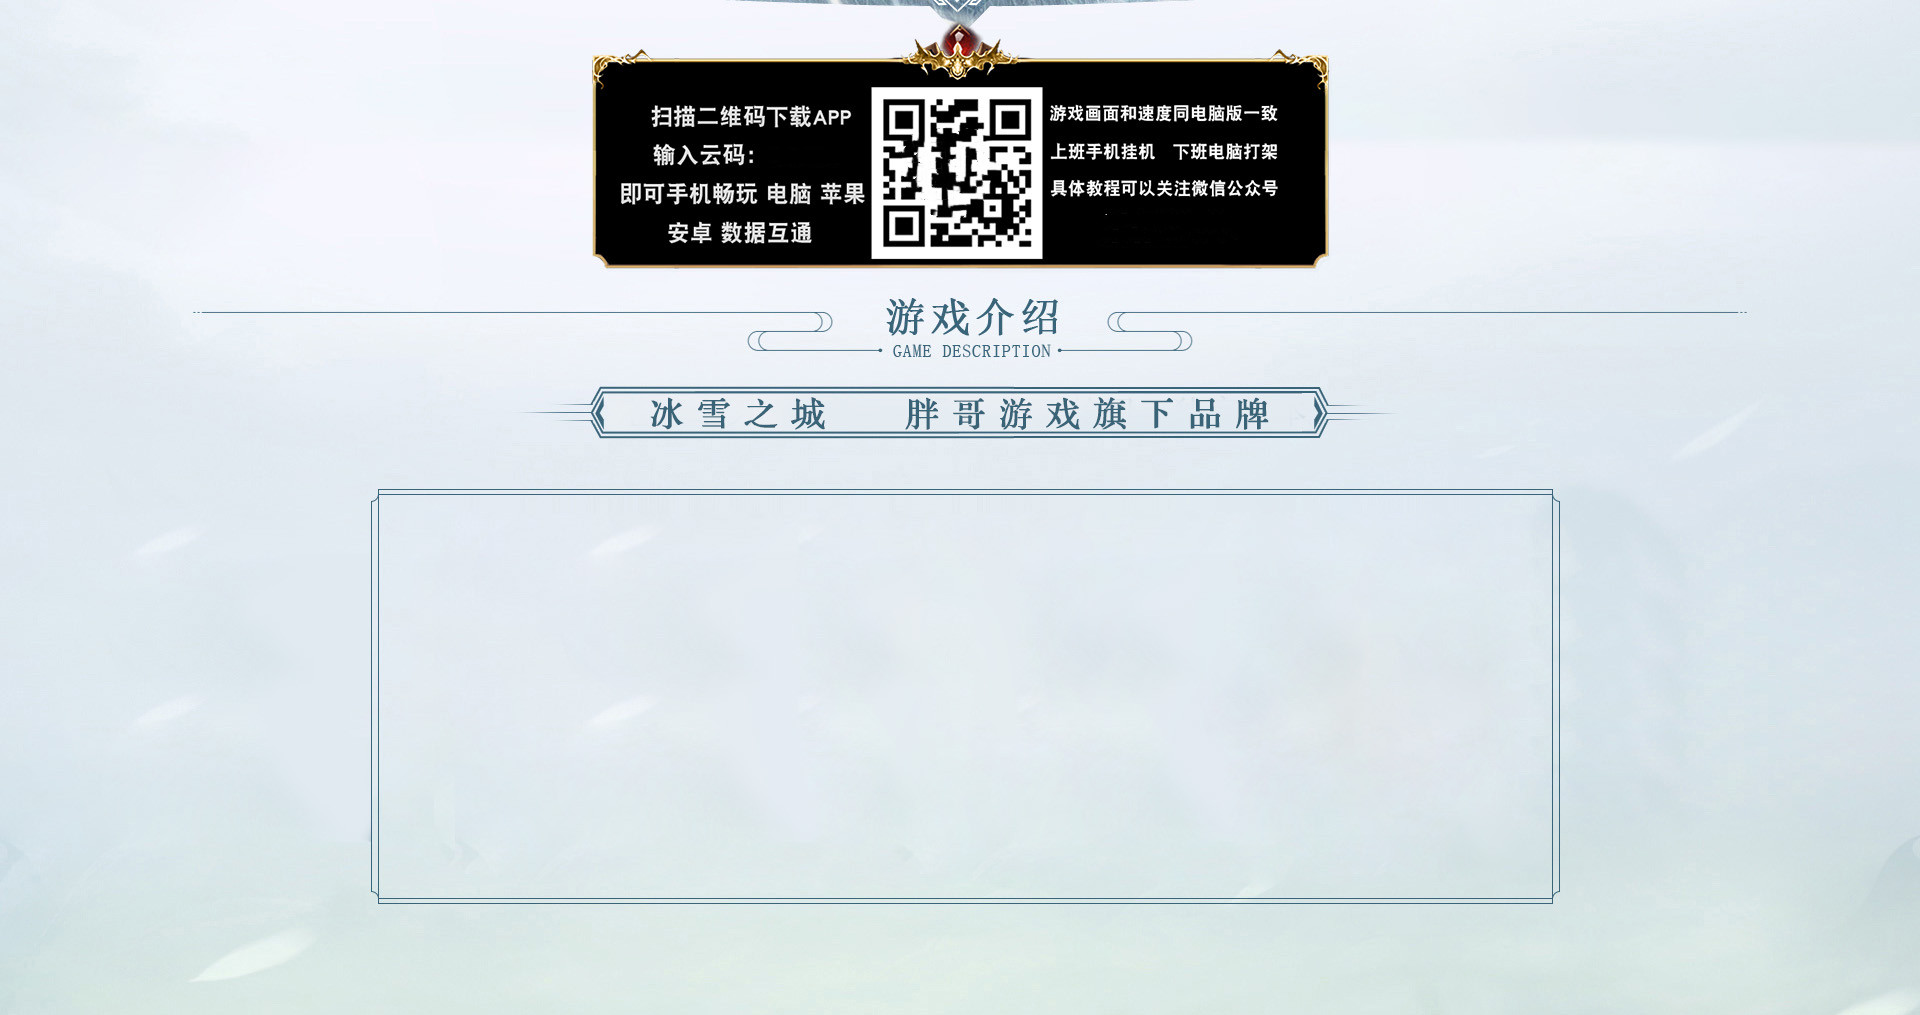 扫描二维码下载APP
输入云码：
即可手机畅玩 电脑 苹果
安卓 数据互通
游戏画面和速度同电脑版一致
上班手机挂机 下班电脑打架
具体教程可以关注微信公众号
游戏介绍
GAME DESCRIPTION
冰雪之城 胖哥游戏旗下品牌